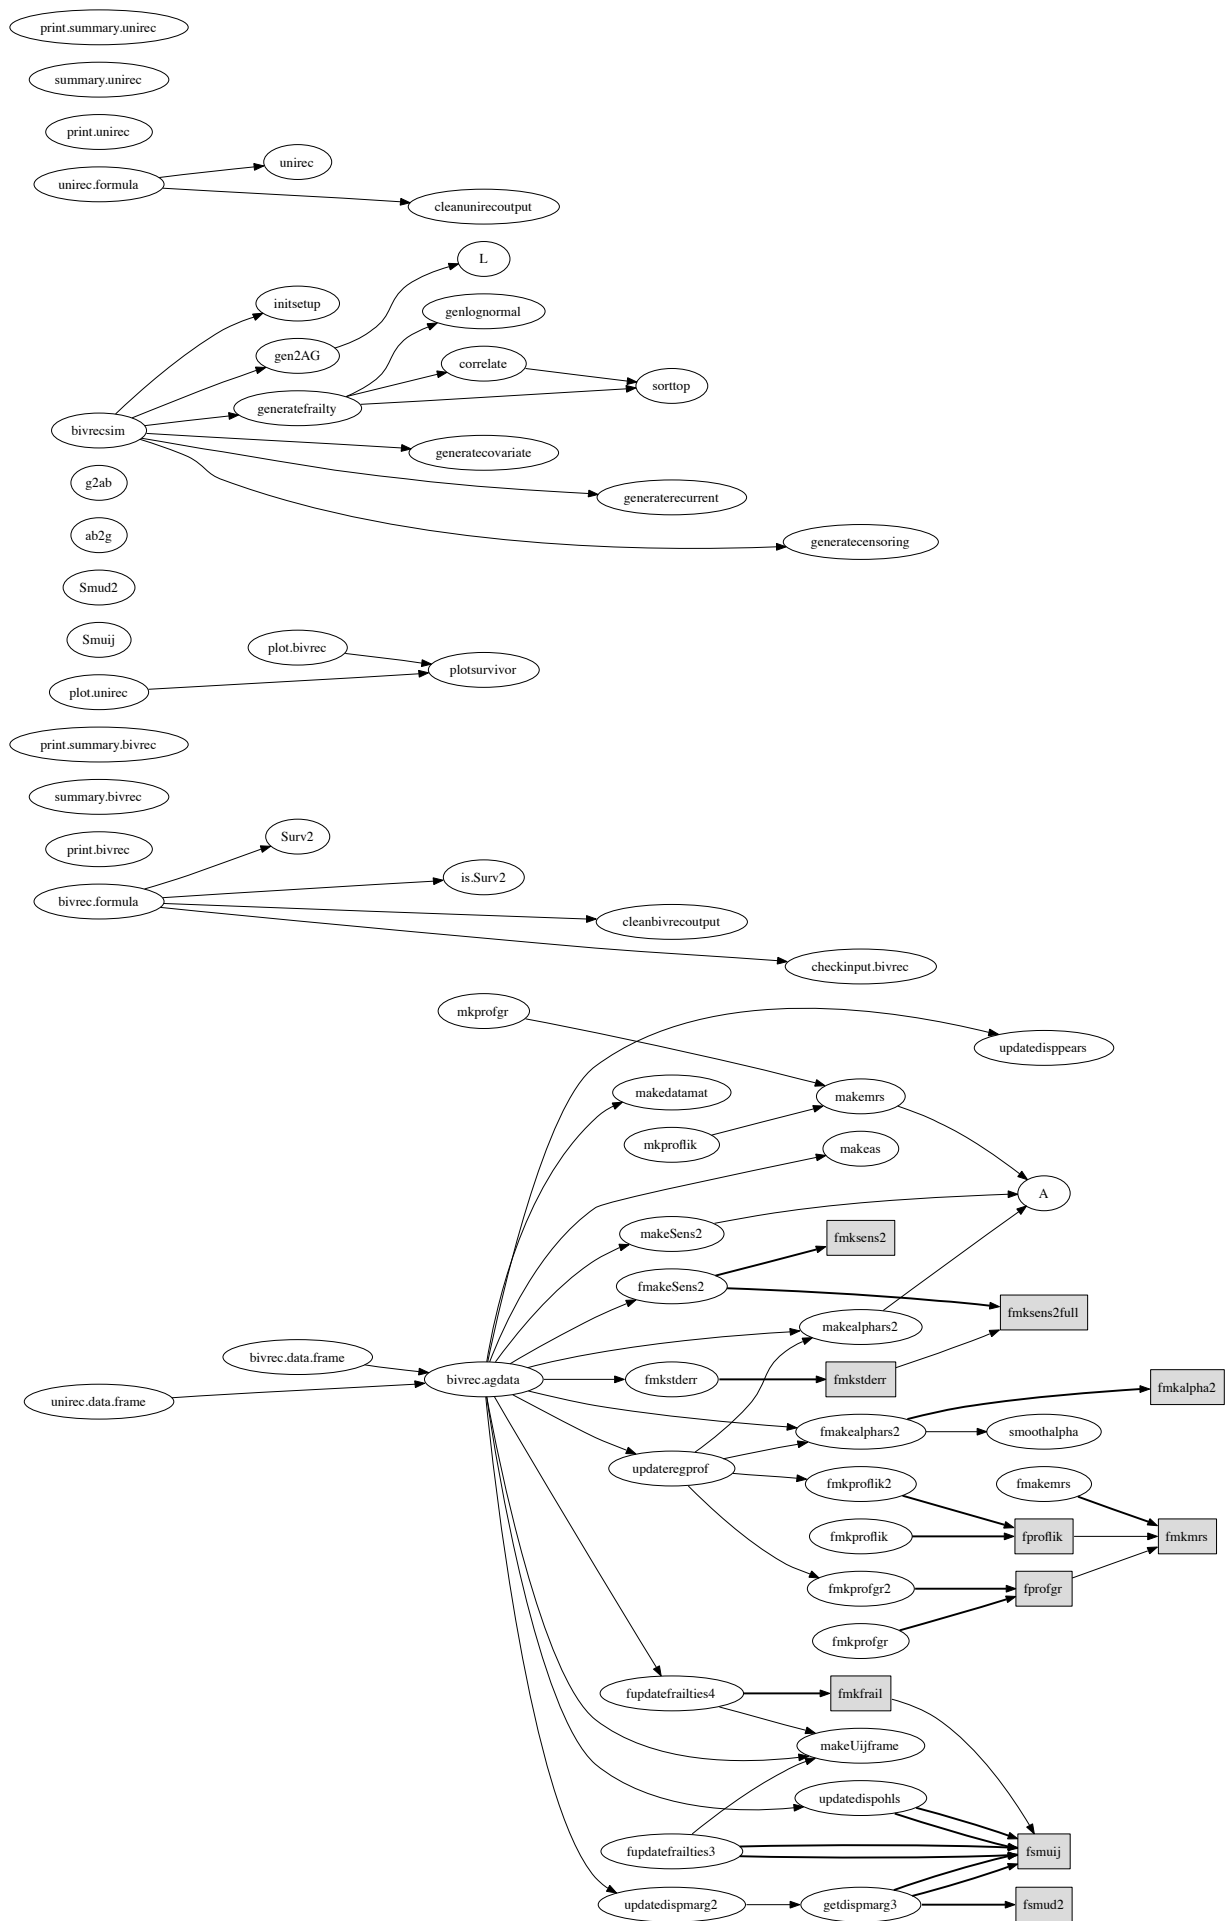 print.summary.unirec
summary.unirec
print.unirec
unirec
unirec.formula
cleanunirecoutput
L
initsetup
genlognormal
gen2AG
correlate
sorttop
generatefrailty
bivrecsim
generatecovariate
g2ab
generaterecurrent
ab2g
generatecensoring
Smud2
Smuij
plot.bivrec
plotsurvivor
plot.unirec
print.summary.bivrec
summary.bivrec
Surv2
print.bivrec
is.Surv2
bivrec.formula
cleanbivrecoutput
checkinput.bivrec
mkprofgr
updatedisppears
makedatamat
makemrs
mkproflik
makeas
A
makeSens2
fmksens2
fmakeSens2
fmksens2full
makealphars2
bivrec.data.frame
bivrec.agdata
fmkstderr
fmkstderr
fmkalpha2
unirec.data.frame
fmakealphars2
smoothalpha
updateregprof
fmkproflik2
fmakemrs
fmkproflik
fproflik
fmkmrs
fmkprofgr2
fprofgr
fmkprofgr
fupdatefrailties4
fmkfrail
makeUijframe
updatedispohls
fupdatefrailties3
fsmuij
updatedispmarg2
getdispmarg3
fsmud2